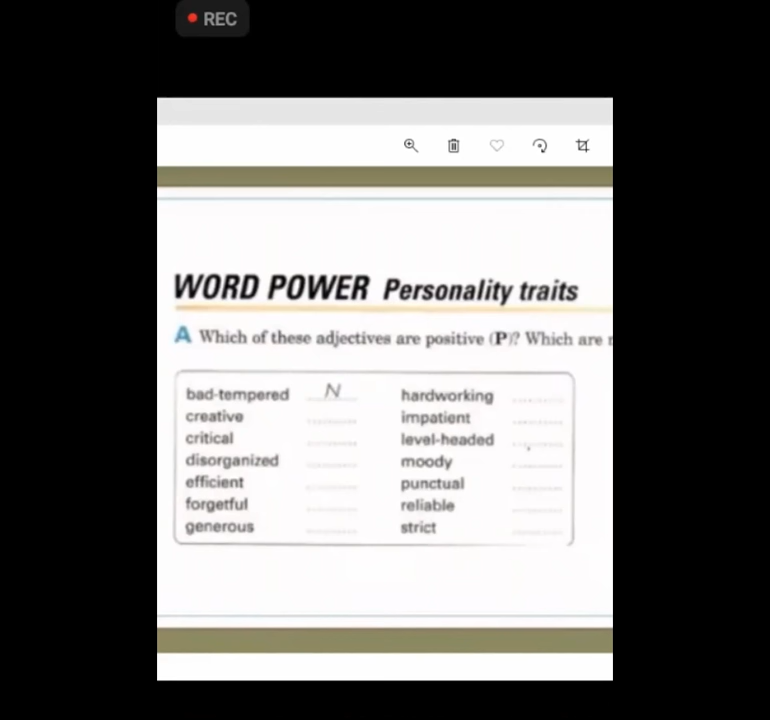 REC
WORD POWER Personality traits
A Which of these adjectives are positive (P)? Which are
bad-tempered N hardworking
creative impatient
critical level-headed
disorganized moody
efficient punctual
forgetful reliable
generous strict